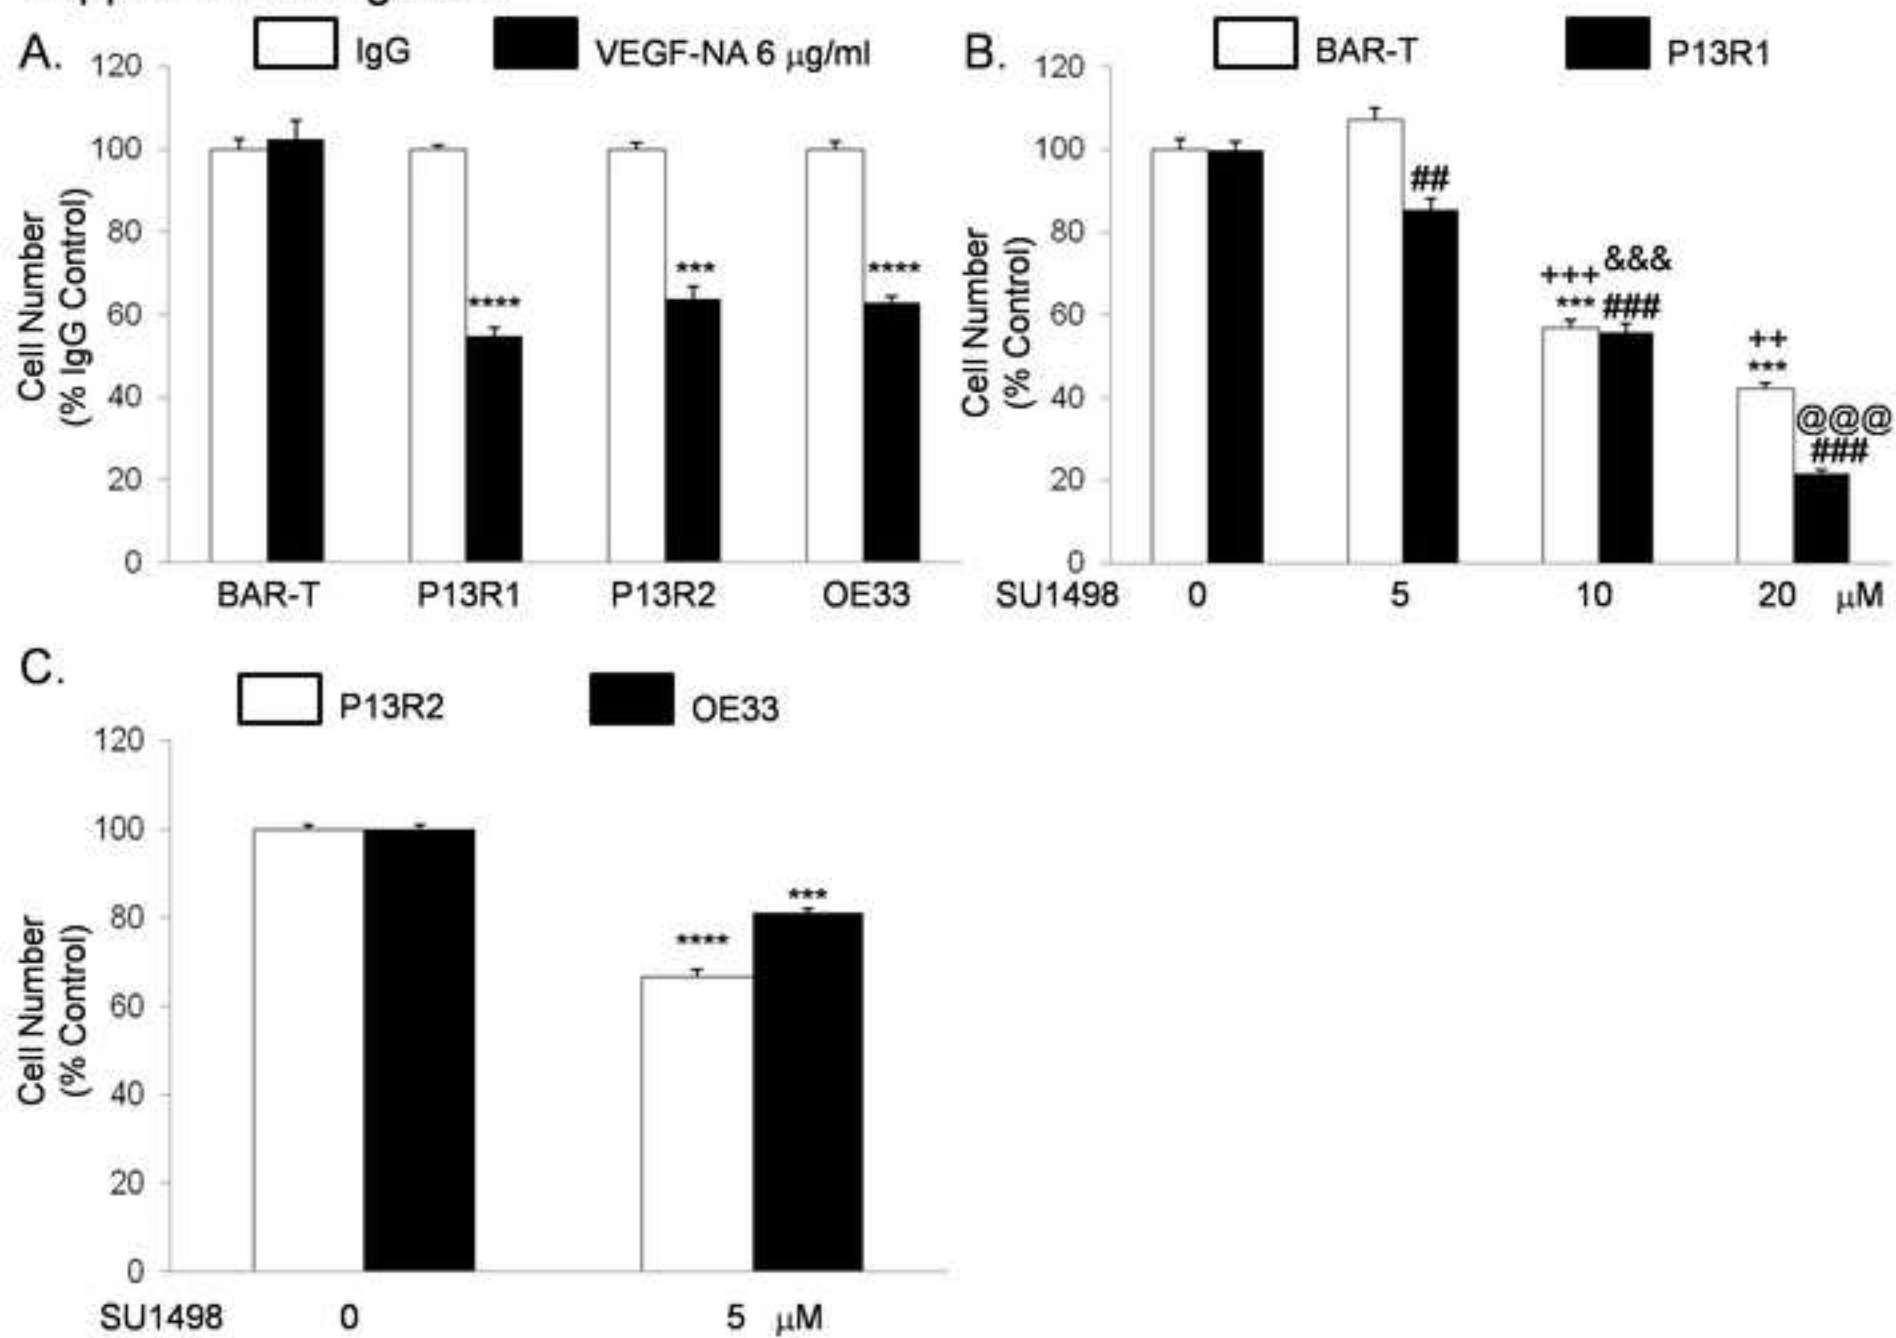 A.
IgG
VEGF-NA 6 μg/ml
120
100
80
60
40
20
0
Cell Number
(% IgG Control)
****
***
****
BAR-T
P13R1
P13R2
OE33
B.
BAR-T
P13R1
120
100
80
60
40
20
0
Cell Number
(% Control)
##
+++
***
&&&
###
++
***
@@@
###
SU1498 0 5 10 20 μM
C.
P13R2
OE33
120
100
80
60
40
20
0
Cell Number
(% Control)
****
***
SU1498 0 5 μM